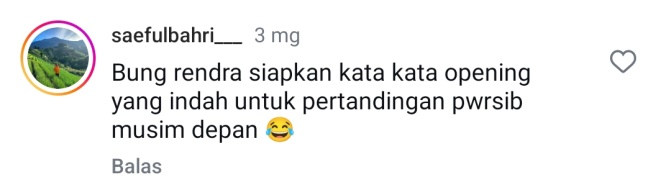 saefulbahri___ 3 mg
Bung rendra siapkan kata kata opening
yang indah untuk pertandingan pwrsib
musim depan 😂
Balas